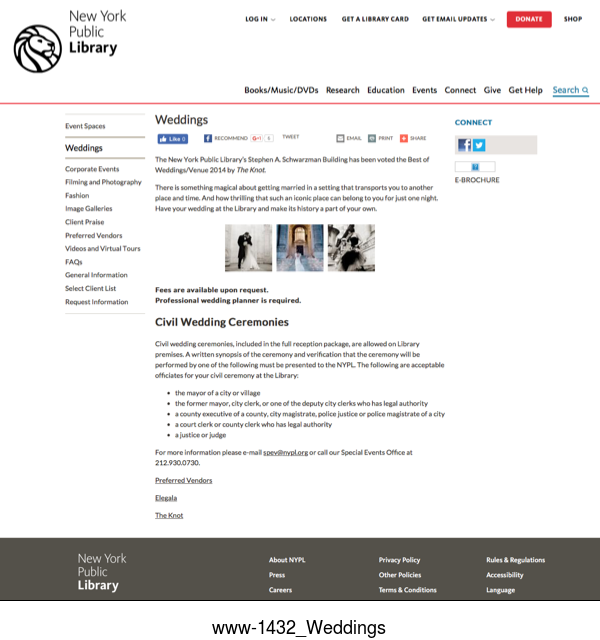 New York
Public
Library
LOG IN
LOCATIONS
GET A LIBRARY CARD
GET EMAIL UPDATES
DONATE
SHOP
Books/Music/DVDs Research Education Events Connect Give Get Help Search
Event Spaces
Weddings
Corporate Events
Filming and Photography
Fashion
Image Galleries
Client Praise
Preferred Vendors
Videos and Virtual Tours
FAQs
General Information
Select Client List
Request Information
Weddings
Like 0
RECOMMEND
TWEET
EMAIL
PRINT
SHARE
The New York Public Library's Stephen A. Schwarzman Building has been voted the Best of
Weddings/Venue 2014 by The Knot.
There is something magical about getting married in a setting that transports you to another
place and time. And how thrilling that such an iconic place can belong to you for just one night.
Have your wedding at the Library and make its history a part of your own.
Fees are available upon request.
Professional wedding planner is required.
Civil Wedding Ceremonies
Civil wedding ceremonies, included in the full reception package, are allowed on Library
premises. A written synopsis of the ceremony and verification that the ceremony will be
performed by one of the following must be presented to the NYPL. The following are acceptable
officiates for your civil ceremony at the Library:
• the mayor of a city or village
• the former mayor, city clerk, or one of the deputy city clerks who has legal authority
• a county executive of a county, city magistrate, police justice or police magistrate of a city
• a court clerk or county clerk who has legal authority
• a justice or judge
For more information please e-mail spev@nypl.org or call our Special Events Office at
212.930.0730.
Preferred Vendors
Elegala
The Knot
CONNECT
E-BROCHURE
New York
Public
Library
About NYPL
Press
Careers
Privacy Policy
Other Policies
Terms & Conditions
Rules & Regulations
Accessibility
Language
www-1432_Weddings